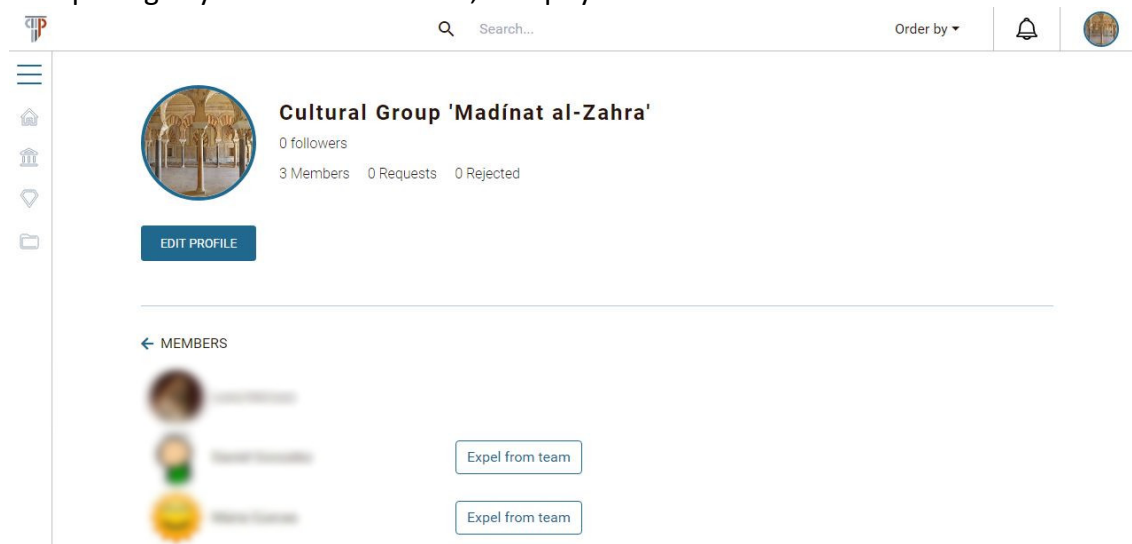 Search...
Order by
Cultural Group 'Madínat al-Zahra'
0 followers
3 Members 0 Requests 0 Rejected
EDIT PROFILE
MEMBERS
Expel from team
Expel from team